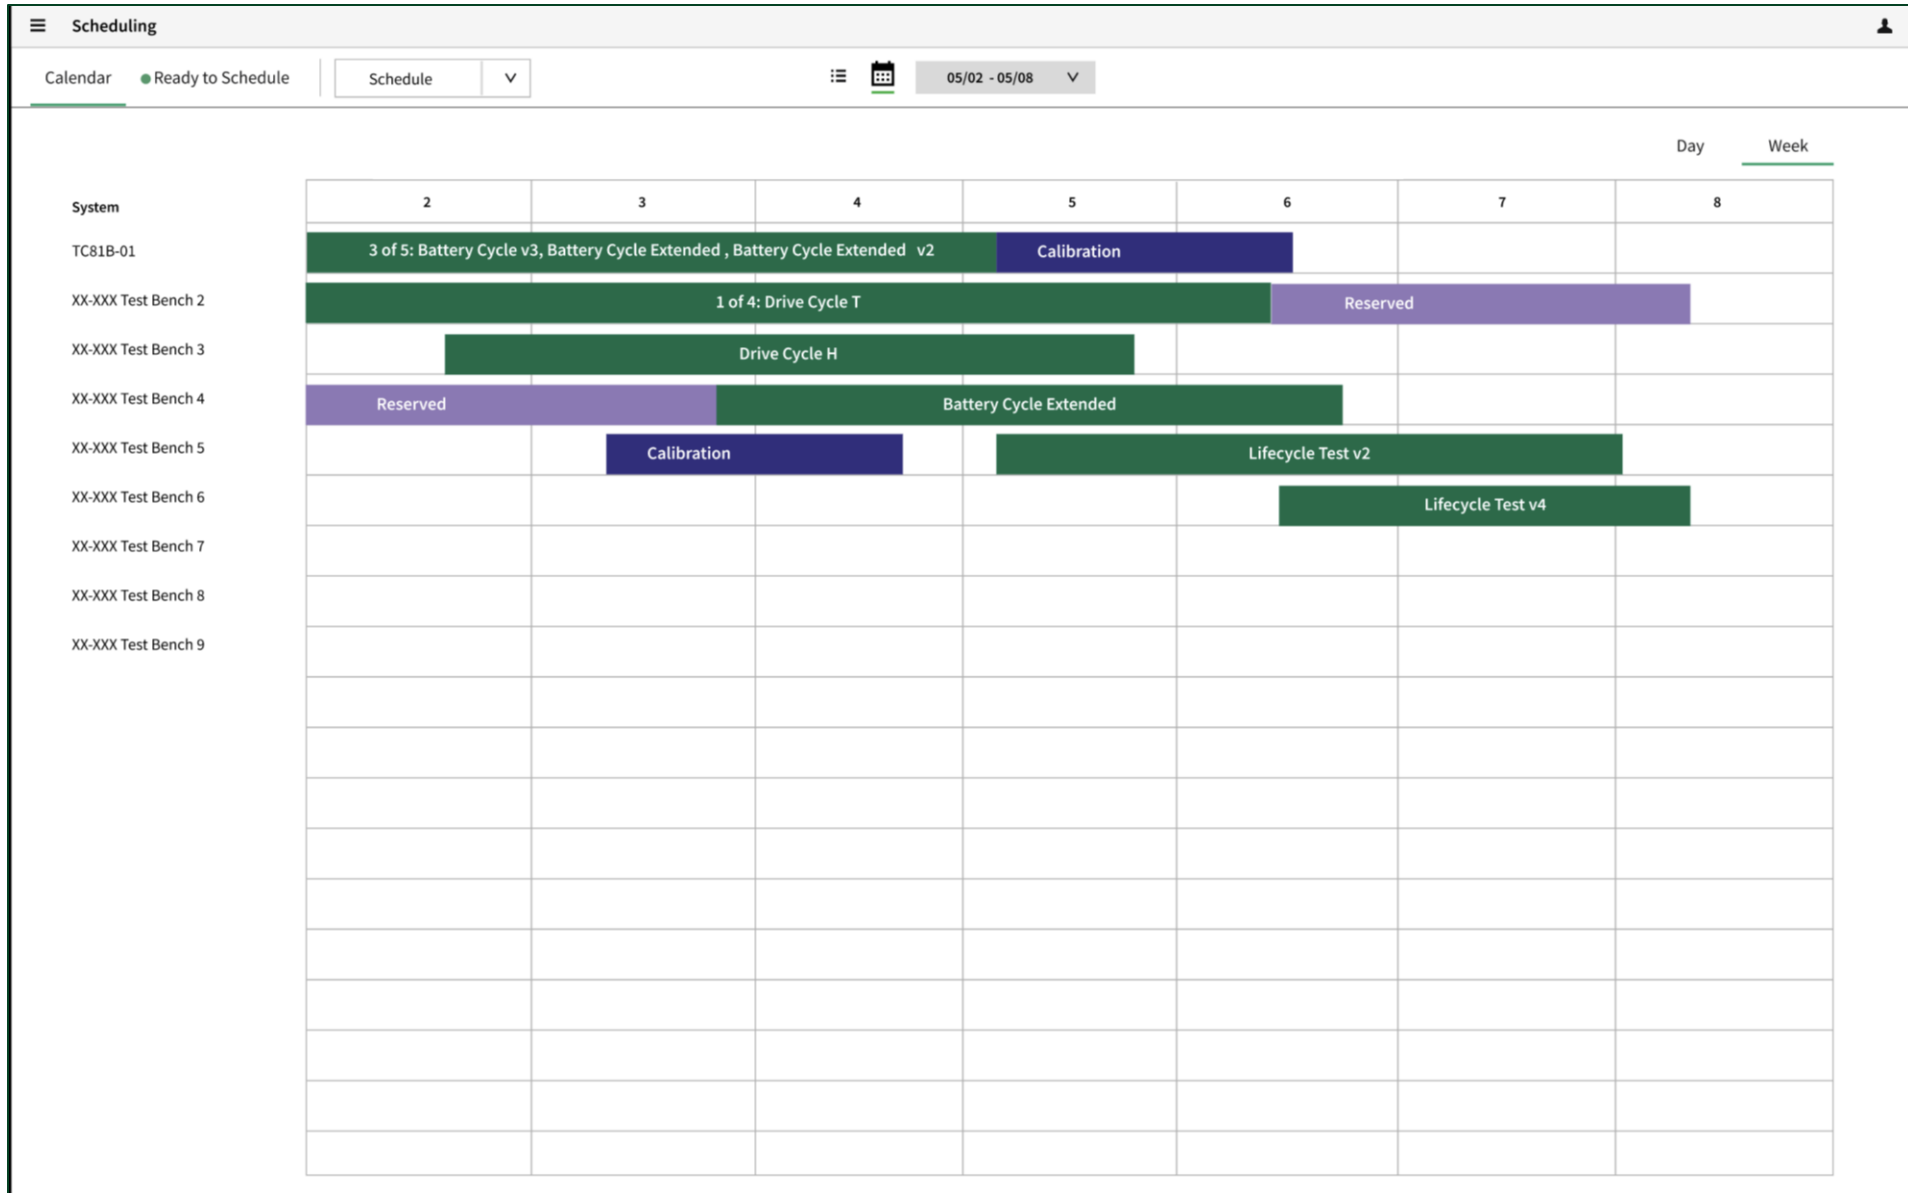 Scheduling
Calendar Ready to Schedule Schedule 05/02 - 05/08
Day Week
System 2 3 4 5 6 7 8
TC81B-01 3 of 5: Battery Cycle v3, Battery Cycle Extended , Battery Cycle Extended v2 Calibration
XX-XXX Test Bench 2 1 of 4: Drive Cycle T Reserved
XX-XXX Test Bench 3 Drive Cycle H
XX-XXX Test Bench 4 Reserved Battery Cycle Extended
XX-XXX Test Bench 5 Calibration Lifecycle Test v2
XX-XXX Test Bench 6 Lifecycle Test v4
XX-XXX Test Bench 7
XX-XXX Test Bench 8
XX-XXX Test Bench 9